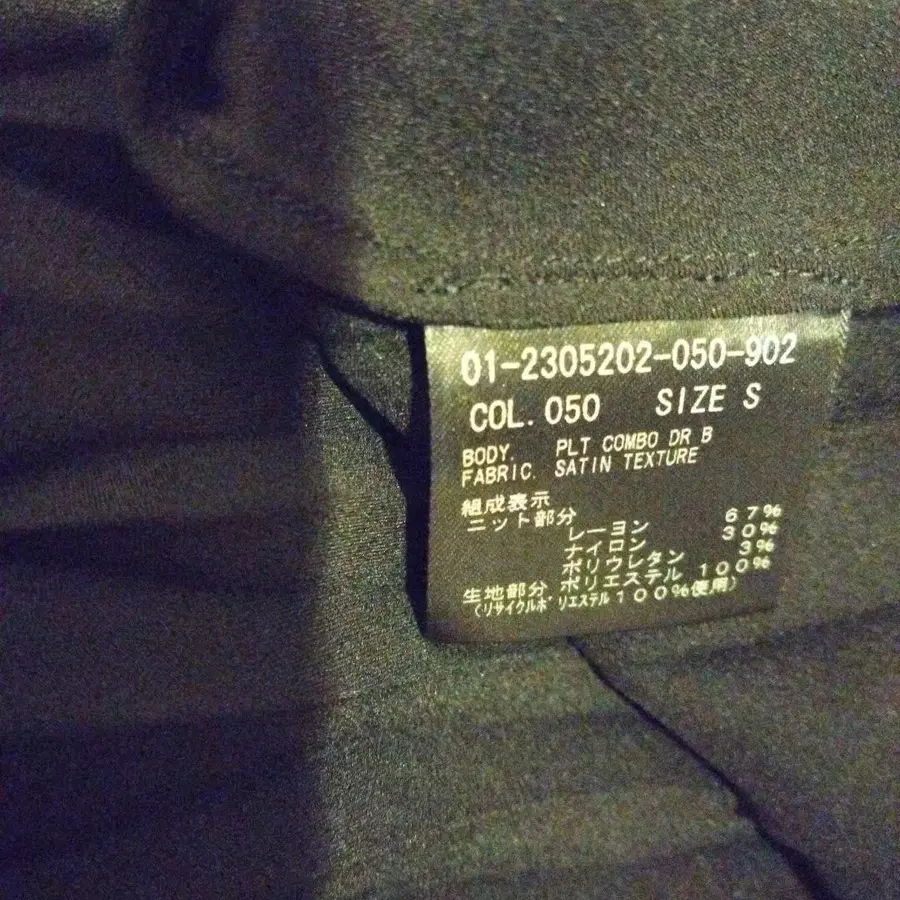 01-2305202-050-902
COL. 050 SIZE S
BODY. PLT COMBO DR B
FABRIC. SATIN TEXTURE
組成表示
ニット部分
レーヨン 67%
ナイロン 30%
ポリウレタン 3%
生地部分 ポリエステル 100%
(リサイクルポリエステル100%使用)